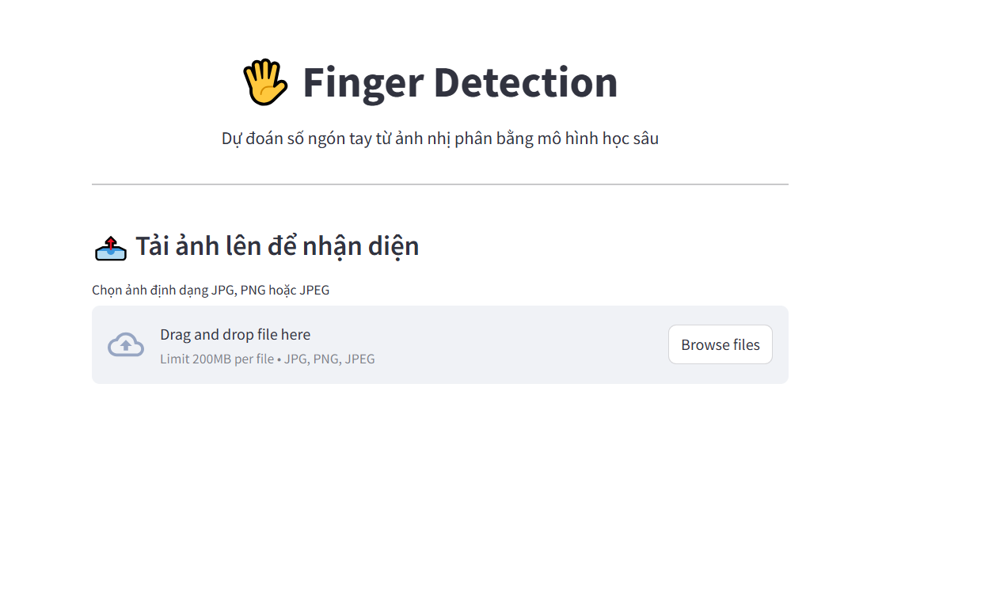 Finger Detection
Dự đoán số ngón tay từ ảnh nhị phân bằng mô hình học sâu
Tải ảnh lên để nhận diện
Chọn ảnh định dạng JPG, PNG hoặc JPEG
Drag and drop file here
Limit 200MB per file • JPG, PNG, JPEG
Browse files